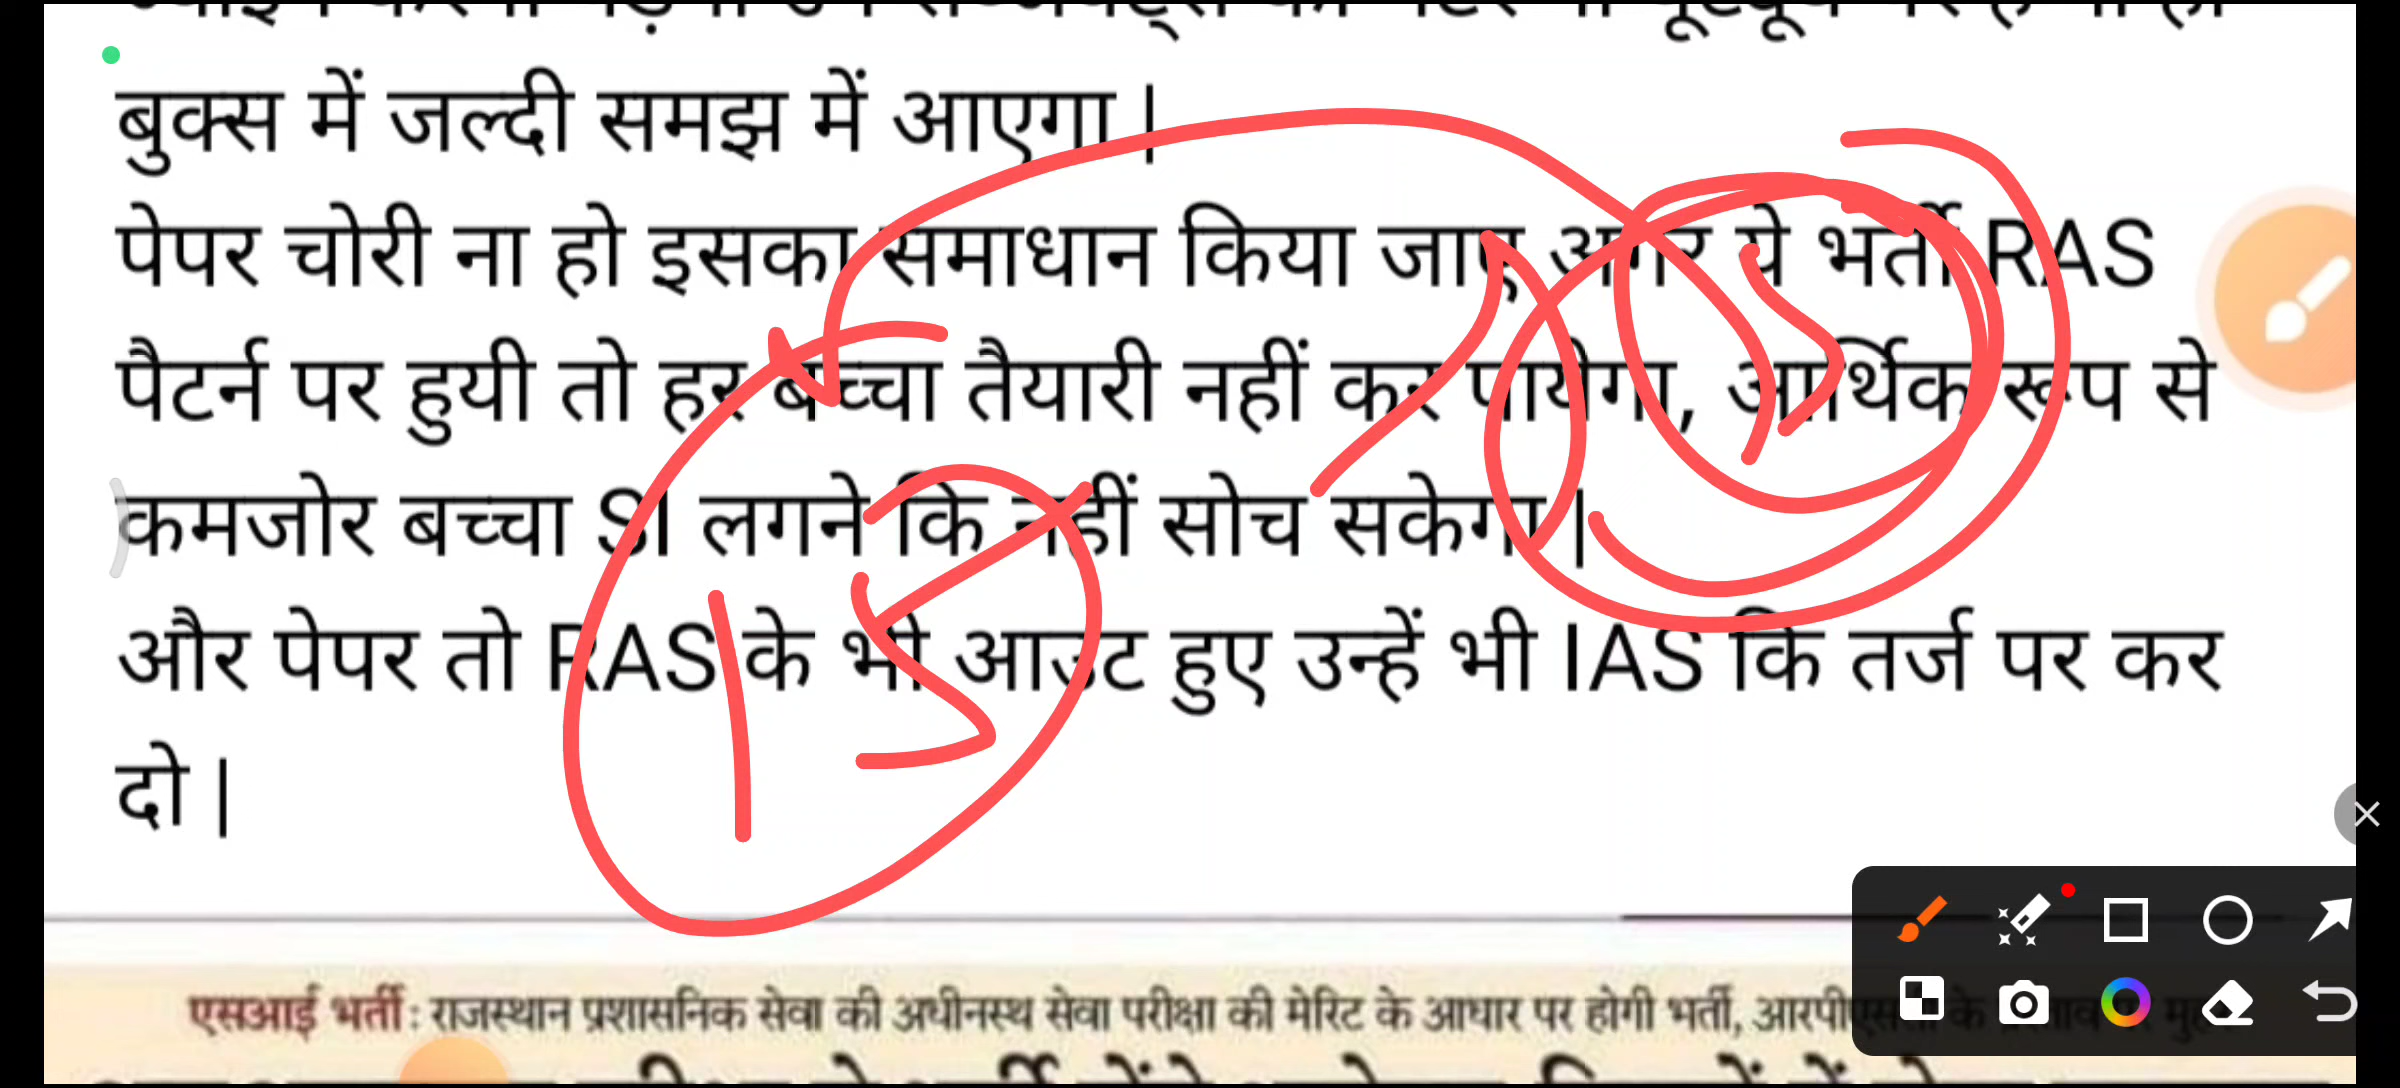 बुक्स में जल्दी समझ में आएगा |
पेपर चोरी ना हो इसका समाधान किया जाए अगर ये भर्ती RAS
पैटर्न पर हुयी तो हर बच्चा तैयारी नहीं कर पायेगा, आर्थिक रूप से
कमजोर बच्चा SI लगने कि नहीं सोच सकेगा |
और पेपर तो RAS के भी आउट हुए उन्हें भी IAS कि तर्ज पर कर
दो |
15
एसआई भर्ती : राजस्थान प्रशासनिक सेवा की अधीनस्थ सेवा परीक्षा की मेरिट के आधार पर होगी भर्ती,